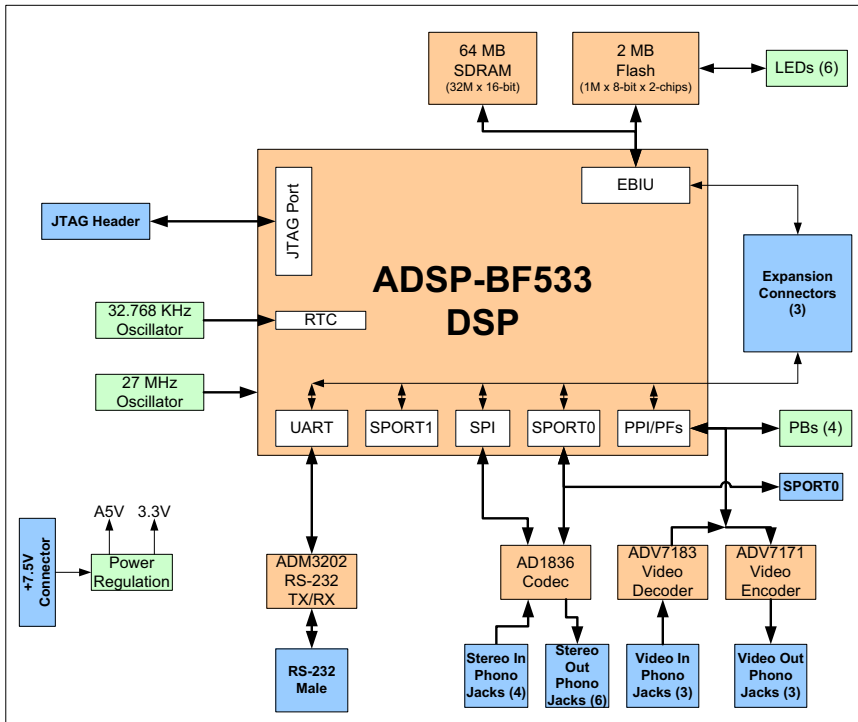 64 MB
SDRAM
(32M x 16-bit)
2 MB
Flash
(1M x 8-bit x 2-chips)
LEDs (6)
EBIU
JTAG Port
JTAG Header
ADSP-BF533
DSP
Expansion
Connectors
(3)
32.768 KHz
Oscillator
RTC
27 MHz
Oscillator
UART
SPORT1
SPI
SPORT0
PPI/PFs
PBs (4)
SPORT0
A5V
3.3V
+7.5V
Connector
Power
Regulation
ADM3202
RS-232
TX/RX
AD1836
Codec
ADV7183
Video
Decoder
ADV7171
Video
Encoder
RS-232
Male
Stereo In
Phono
Jacks (4)
Stereo
Out
Phono
Jacks (6)
Video In
Phono
Jacks (3)
Video Out
Phono
Jacks (3)